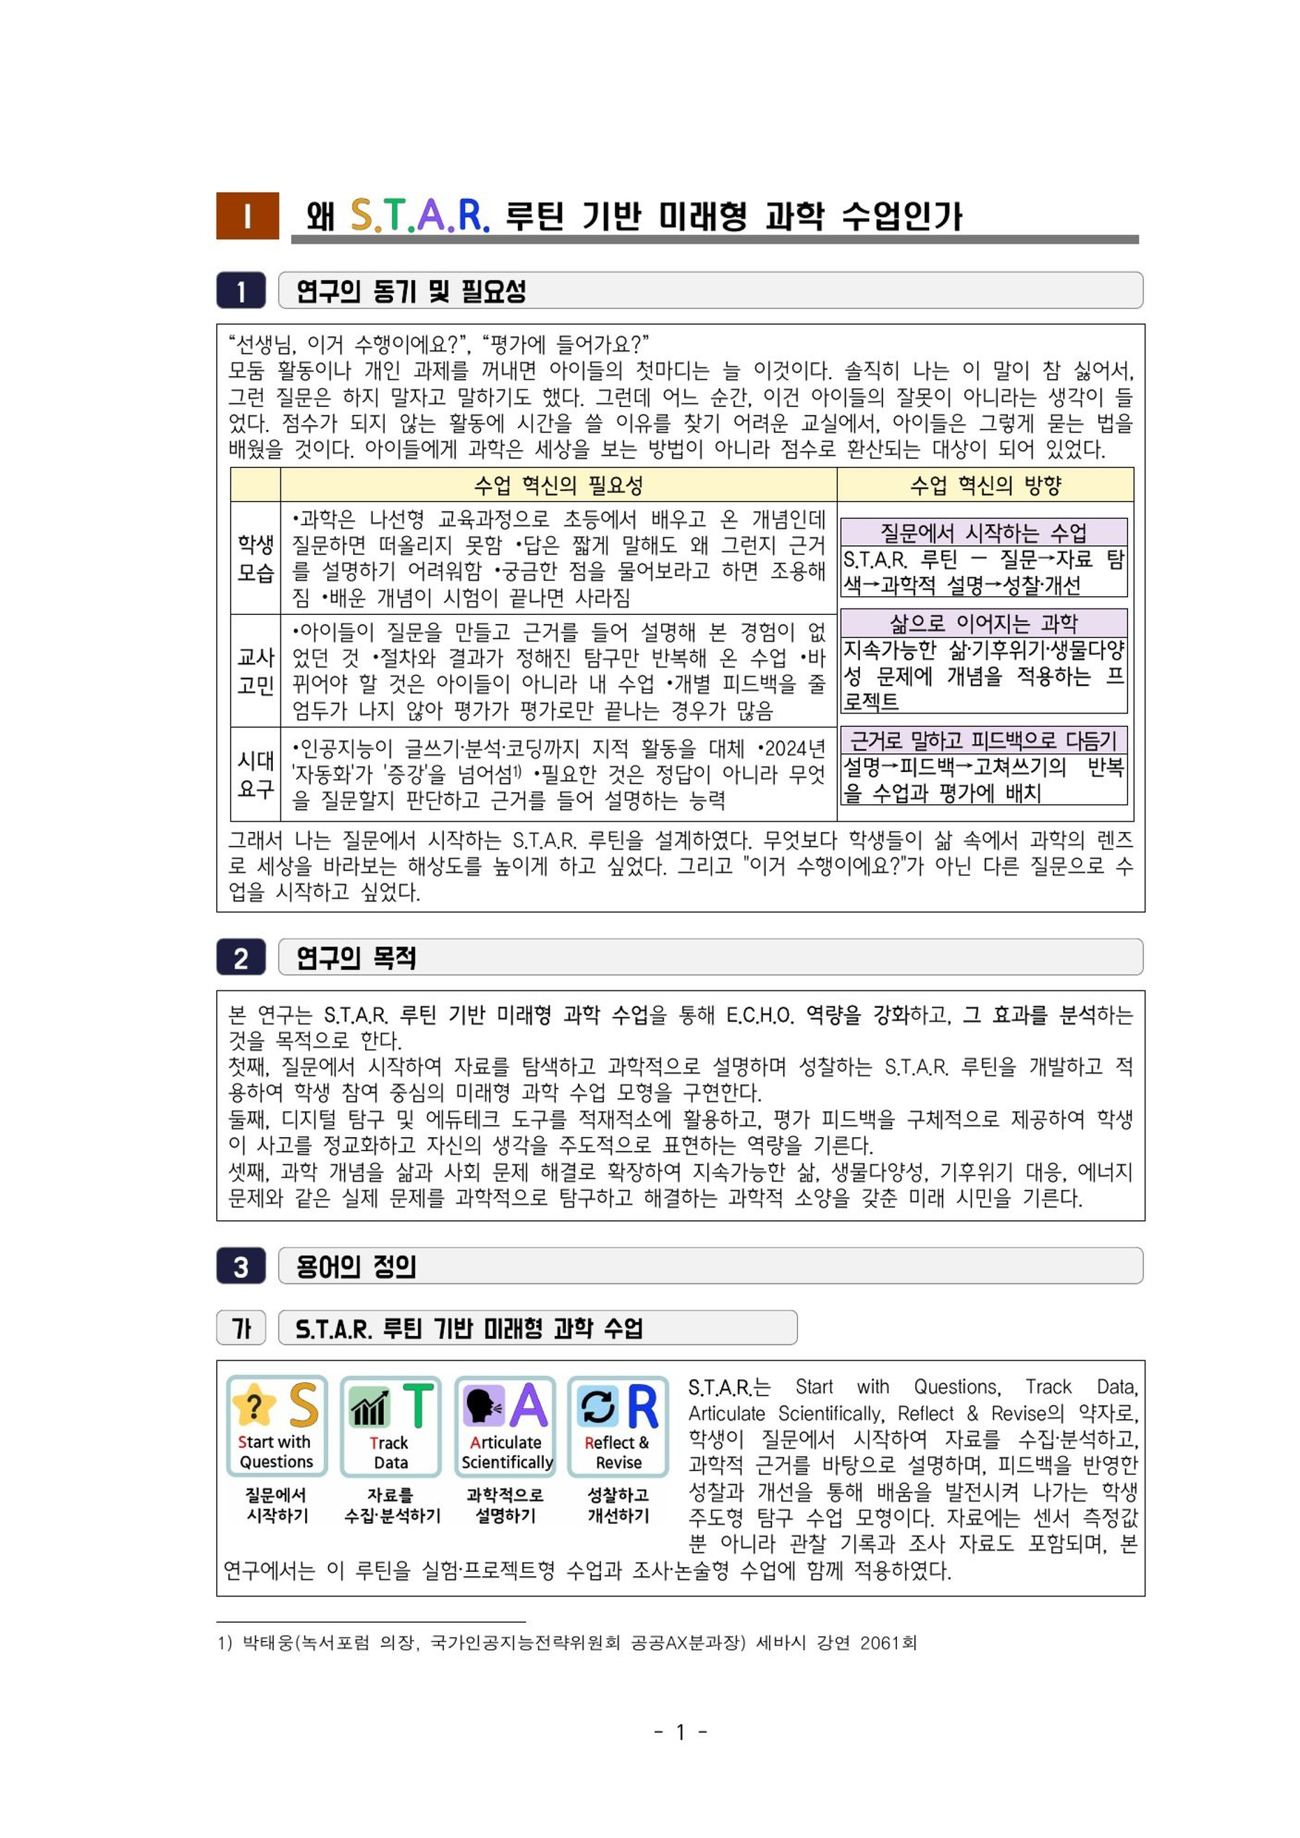 Ⅰ 왜 S.T.A.R. 루틴 기반 미래형 과학 수업인가
1 연구의 동기 및 필요성
“선생님, 이거 수행이에요?”, “평가에 들어가요?”
모둠 활동이나 개인 과제를 꺼내면 아이들의 첫마디는 늘 이것이다. 솔직히 나는 이 말이 참 싫어서,
그런 질문은 하지 말자고 말하기도 했다. 그런데 어느 순간, 이건 아이들의 잘못이 아니라는 생각이 들
었다. 점수가 되지 않는 활동에 시간을 쓸 이유를 찾기 어려운 교실에서, 아이들은 그렇게 묻는 법을
배웠을 것이다. 아이들에게 과학은 세상을 보는 방법이 아니라 점수로 환산되는 대상이 되어 있었다.
수업 혁신의 필요성
수업 혁신의 방향
학생
모습
•과학은 나선형 교육과정으로 초등에서 배우고 온 개념인데
질문하면 떠올리지 못함 •답은 짧게 말해도 왜 그런지 근거
를 설명하기 어려워함 •궁금한 점을 물어보라고 하면 조용해
짐 •배운 개념이 시험이 끝나면 사라짐
교사
고민
•아이들이 질문을 만들고 근거를 들어 설명해 본 경험이 없
었던 것 •절차와 결과가 정해진 탐구만 반복해 온 수업 •바
뀌어야 할 것은 아이들이 아니라 내 수업 •개별 피드백을 줄
엄두가 나지 않아 평가가 평가로만 끝나는 경우가 많음
시대
요구
•인공지능이 글쓰기·분석·코딩까지 지적 활동을 대체 •2024년
'자동화'가 '증강'을 넘어섬1) •필요한 것은 정답이 아니라 무엇
을 질문할지 판단하고 근거를 들어 설명하는 능력
질문에서 시작하는 수업
S.T.A.R. 루틴 — 질문→자료 탐
색→과학적 설명→성찰·개선
삶으로 이어지는 과학
지속가능한 삶·기후위기·생물다양
성 문제에 개념을 적용하는 프
로젝트
근거로 말하고 피드백으로 다듬기
설명→피드백→고쳐쓰기의 반복
을 수업과 평가에 배치
그래서 나는 질문에서 시작하는 S.T.A.R. 루틴을 설계하였다. 무엇보다 학생들이 삶 속에서 과학의 렌즈
로 세상을 바라보는 해상도를 높이게 하고 싶었다. 그리고 "이거 수행이에요?"가 아닌 다른 질문으로 수
업을 시작하고 싶었다.
2 연구의 목적
본 연구는 S.T.A.R. 루틴 기반 미래형 과학 수업을 통해 E.C.H.O. 역량을 강화하고, 그 효과를 분석하는
것을 목적으로 한다.
첫째, 질문에서 시작하여 자료를 탐색하고 과학적으로 설명하며 성찰하는 S.T.A.R. 루틴을 개발하고 적
용하여 학생 참여 중심의 미래형 과학 수업 모형을 구현한다.
둘째, 디지털 탐구 및 에듀테크 도구를 적재적소에 활용하고, 평가 피드백을 구체적으로 제공하여 학생
이 사고를 정교화하고 자신의 생각을 주도적으로 표현하는 역량을 기른다.
셋째, 과학 개념을 삶과 사회 문제 해결로 확장하여 지속가능한 삶, 생물다양성, 기후위기 대응, 에너지
문제와 같은 실제 문제를 과학적으로 탐구하고 해결하는 과학적 소양을 갖춘 미래 시민을 기른다.
3 용어의 정의
가 S.T.A.R. 루틴 기반 미래형 과학 수업
? S
Start with
Questions
질문에서
시작하기
T
Track
Data
자료를
수집·분석하기
A
Articulate
Scientifically
과학적으로
설명하기
R
Reflect &
Revise
성찰하고
개선하기
S.T.A.R.는 Start with Questions, Track Data,
Articulate Scientifically, Reflect & Revise의 약자로,
학생이 질문에서 시작하여 자료를 수집·분석하고,
과학적 근거를 바탕으로 설명하며, 피드백을 반영한
성찰과 개선을 통해 배움을 발전시켜 나가는 학생
주도형 탐구 수업 모형이다. 자료에는 센서 측정값
뿐 아니라 관찰 기록과 조사 자료도 포함되며, 본
연구에서는 이 루틴을 실험·프로젝트형 수업과 조사·논술형 수업에 함께 적용하였다.
1) 박태웅(녹서포럼 의장, 국가인공지능전략위원회 공공AX분과장) 세바시 강연 2061회
- 1 -